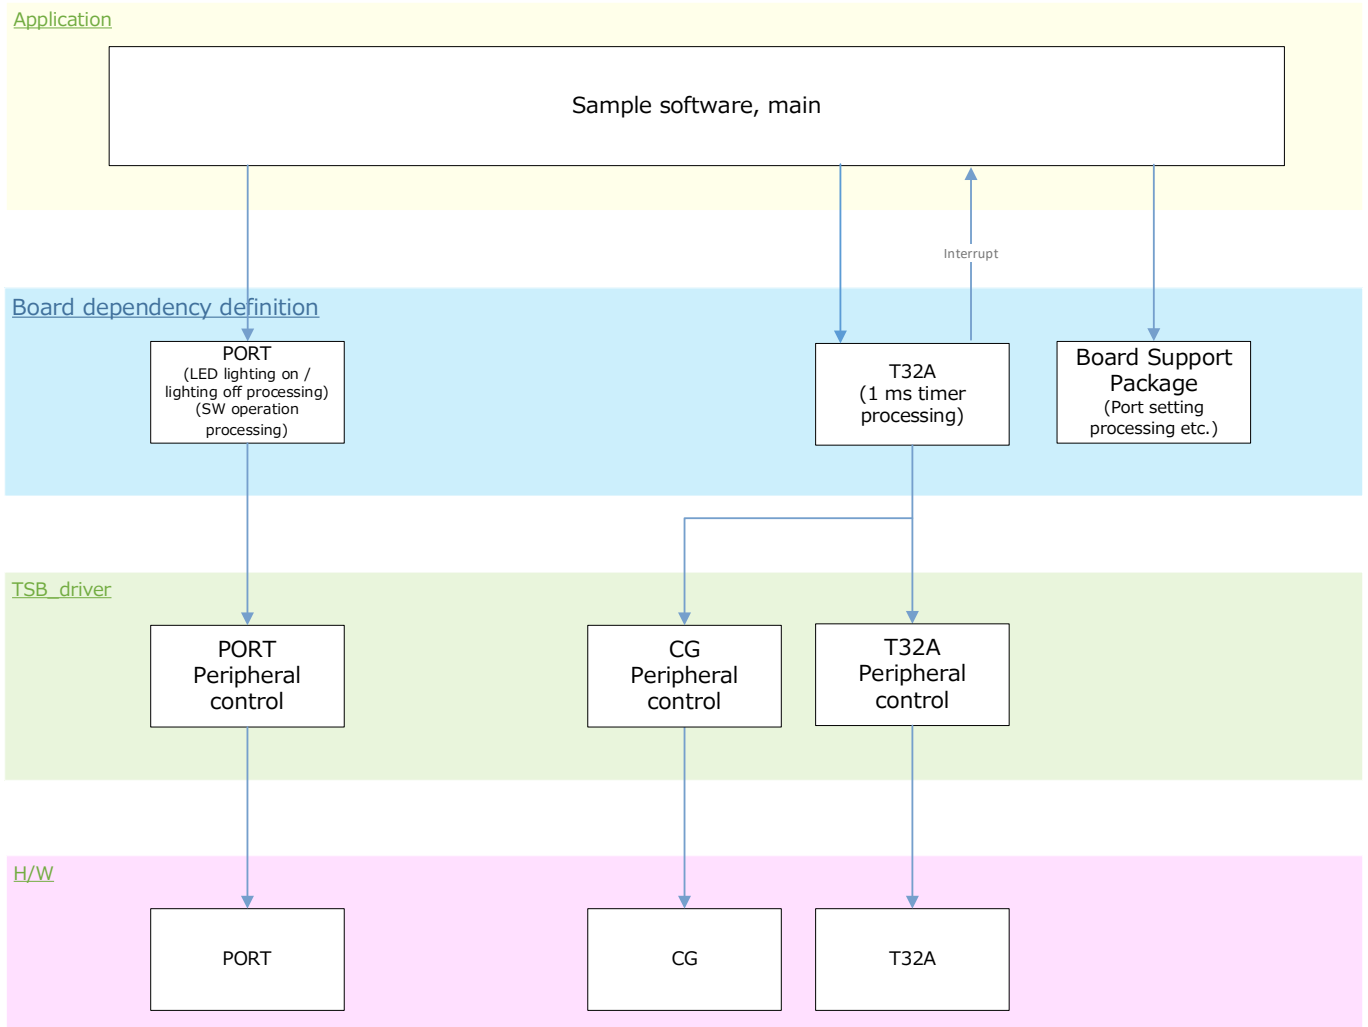 Application
Sample software, main
Interrupt
Board dependency definition
PORT
(LED lighting on /
lighting off processing)
(SW operation
processing)
T32A
(1 ms timer
processing)
Board Support
Package
(Port setting
processing etc.)
TSB_driver
PORT
Peripheral
control
CG
Peripheral
control
T32A
Peripheral
control
H/W
PORT
CG
T32A